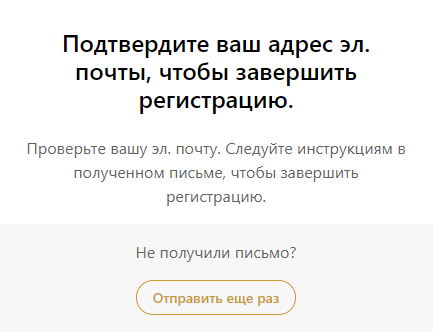 Подтвердите ваш адрес эл.
почты, чтобы завершить
регистрацию.
Проверьте вашу эл. почту. Следуйте инструкциям в
полученном письме, чтобы завершить
регистрацию.
Не получили письмо?
Отправить еще раз